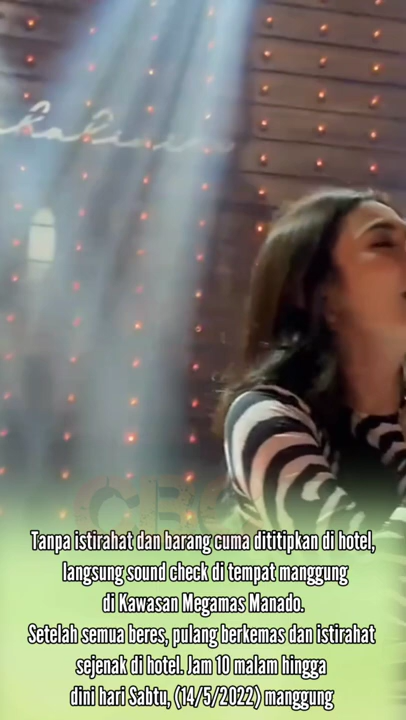 CBC
Tanpa istirahat dan barang cuma dititipkan di hotel,
langsung sound check di tempat manggung
di Kawasan Megamas Manado.
Setelah semua beres, pulang berkemas dan istirahat
sejenak di hotel. Jam 10 malam hingga
dini hari Sabtu, (14/5/2022) manggung